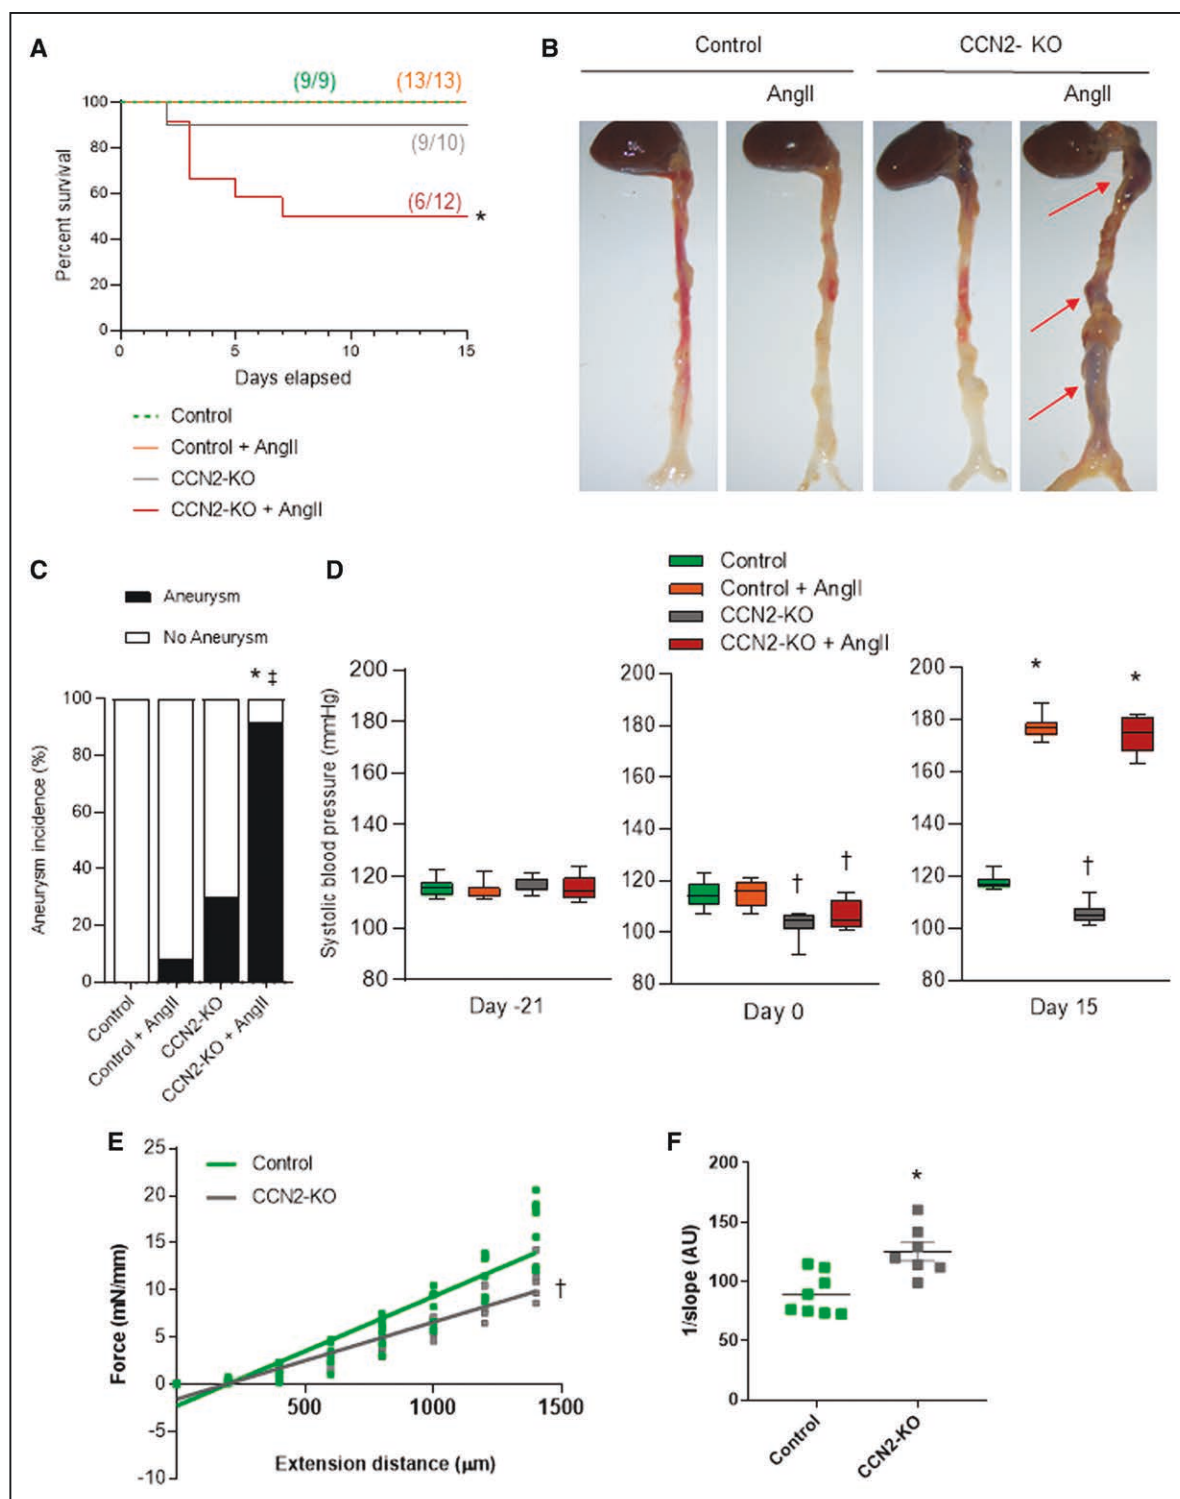 A
(9/9) (13/13)
100
80
60
40
20
0
(9/10)
(6/12) *
Percent survival
0 5 10 15
Days elapsed
Control
Control + AngII
CCN2-KO
CCN2-KO + AngII
B
Control CCN2- KO
AngII AngII
C
Aneurysm
No Aneurysm
* ‡
100
80
60
40
20
0
Aneurysm incidence (%)
Control
Control + AngII
CCN2-KO
CCN2-KO + AngII
D
Control
Control + AngII
CCN2-KO
CCN2-KO + AngII
Systolic blood pressure (mmHg)
200
180
160
140
120
100
80
Day -21
200
180
160
140
120
100
80
† †
Day 0
200
180
160
140
120
100
80
* *
†
Day 15
E
Control
CCN2-KO
25
20
15
10
5
0
-5
-10
Force (mN/mm)
†
500 1000 1500
Extension distance (µm)
F
200
150
100
50
0
1/slope (AU)
*
Control
CCN2-KO